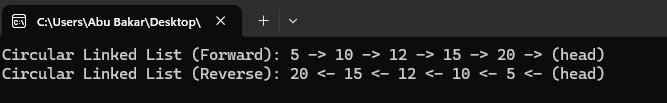 C:\Users\Abu Bakar\Desktop\
Circular Linked List (Forward): 5 -> 10 -> 12 -> 15 -> 20 -> (head)
Circular Linked List (Reverse): 20 <- 15 <- 12 <- 10 <- 5 <- (head)